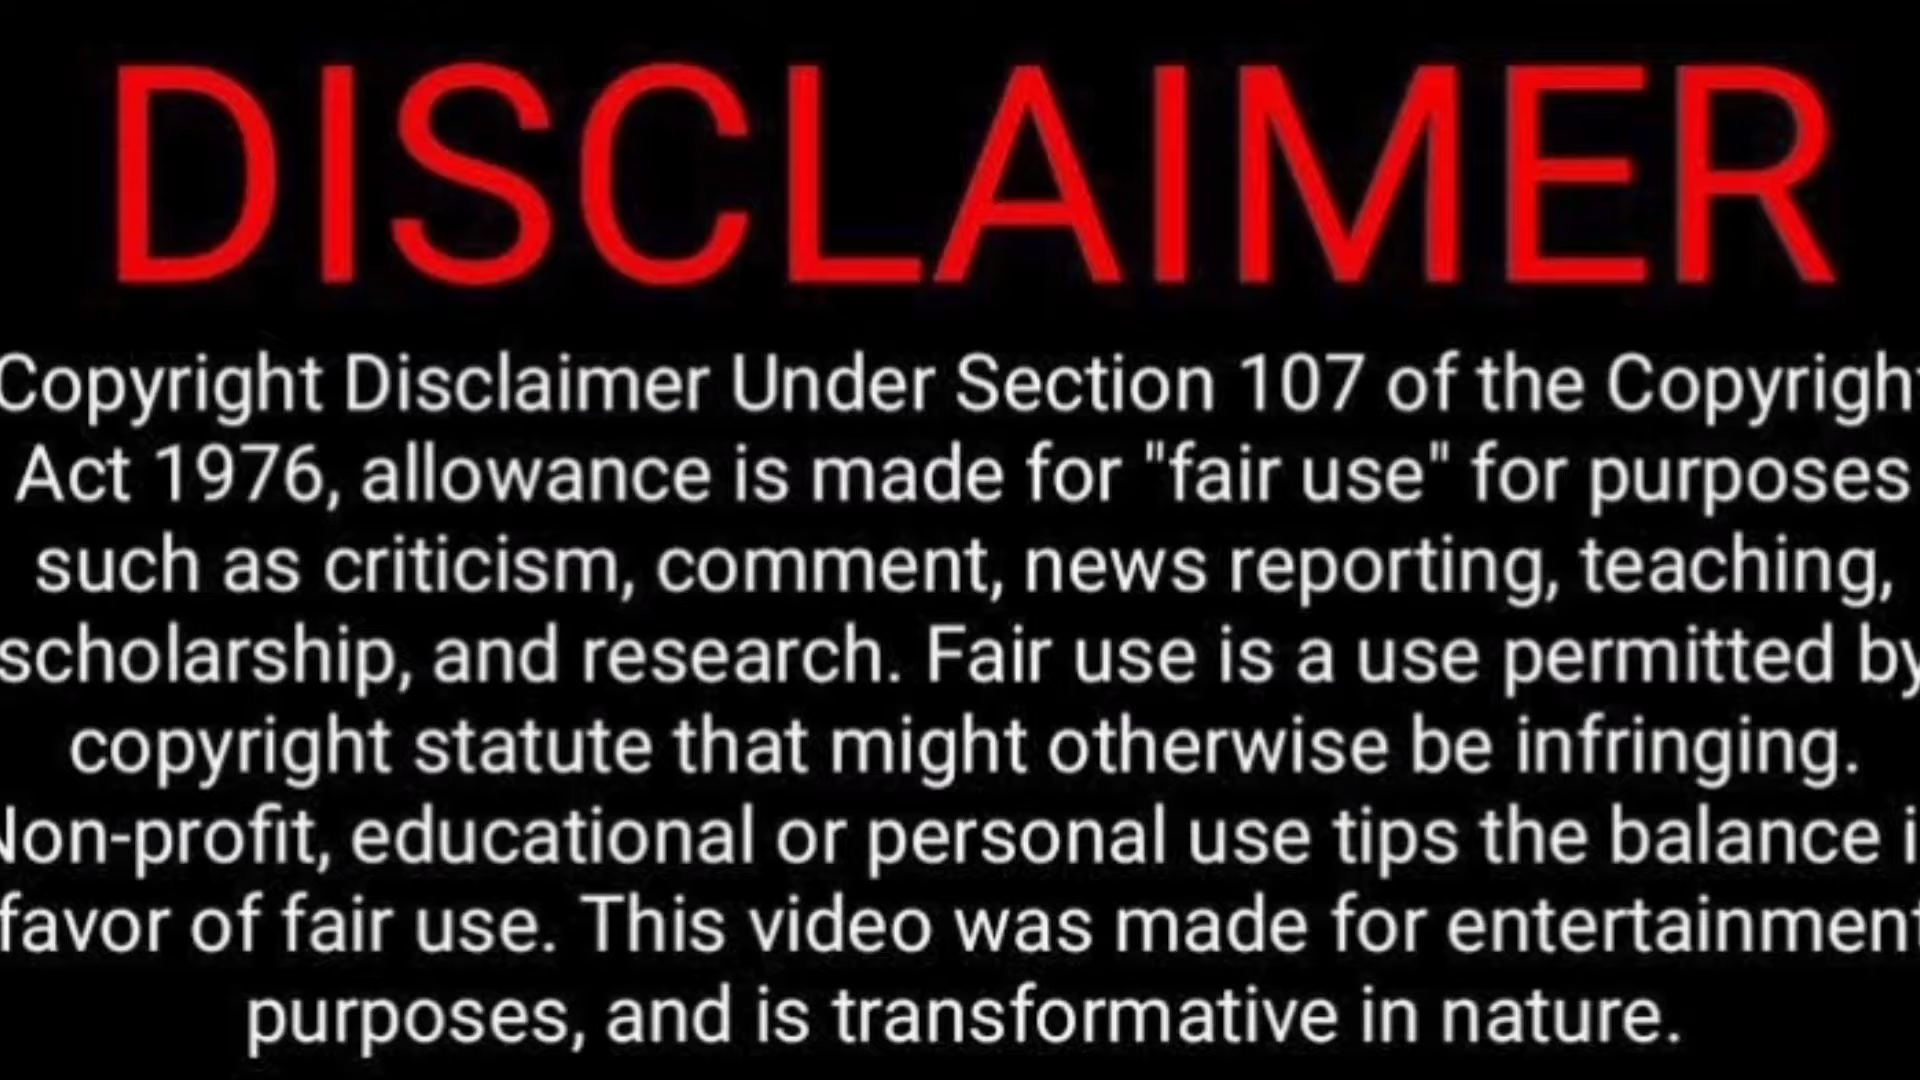 DISCLAIMER
Copyright Disclaimer Under Section 107 of the Copyright
Act 1976, allowance is made for "fair use" for purposes
such as criticism, comment, news reporting, teaching,
scholarship, and research. Fair use is a use permitted by
copyright statute that might otherwise be infringing.
Non-profit, educational or personal use tips the balance i
favor of fair use. This video was made for entertainment
purposes, and is transformative in nature.